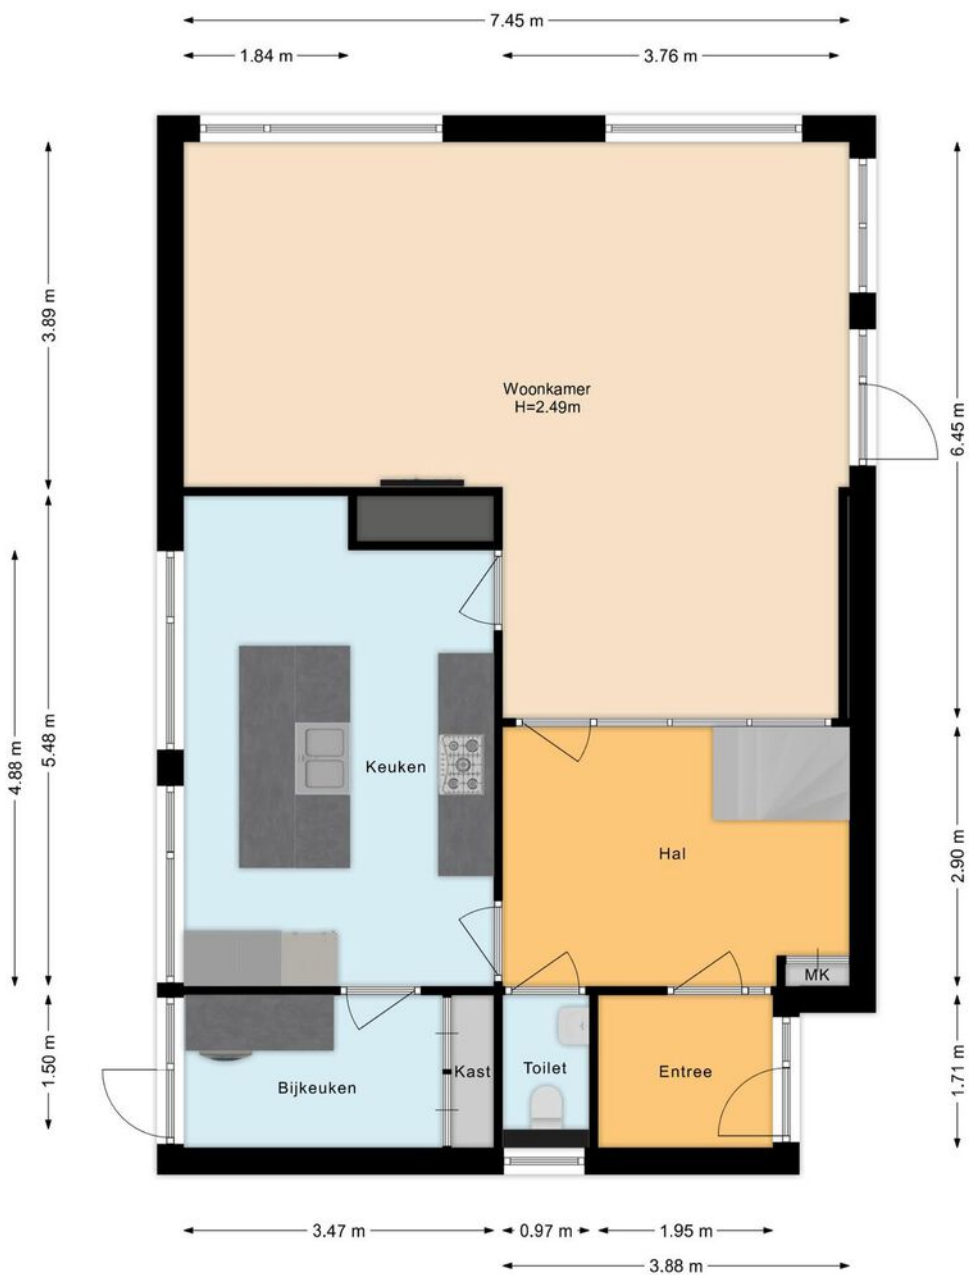 7.45 m
1.84 m
3.76 m
3.89 m
6.45 m
Woonkamer
H=2.49m
4.88 m
5.48 m
Keuken
Hal
2.90 m
MK
1.50 m
Bijkeuken
Kast
Toilet
Entree
1.71 m
3.47 m
0.97 m
1.95 m
3.88 m